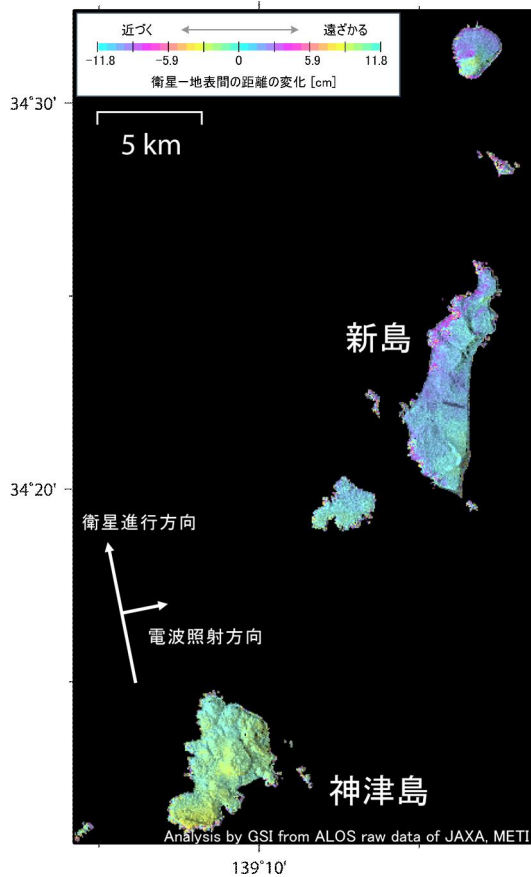 近づく 遠ざかる
-11.8 -5.9 0 5.9 11.8
衛星ー地表間の距離の変化 [cm]
34°30'
5 km
新島
34°20'
衛星進行方向
電波照射方向
神津島
Analysis by GSI from ALOS raw data of JAXA, METI
139°10'